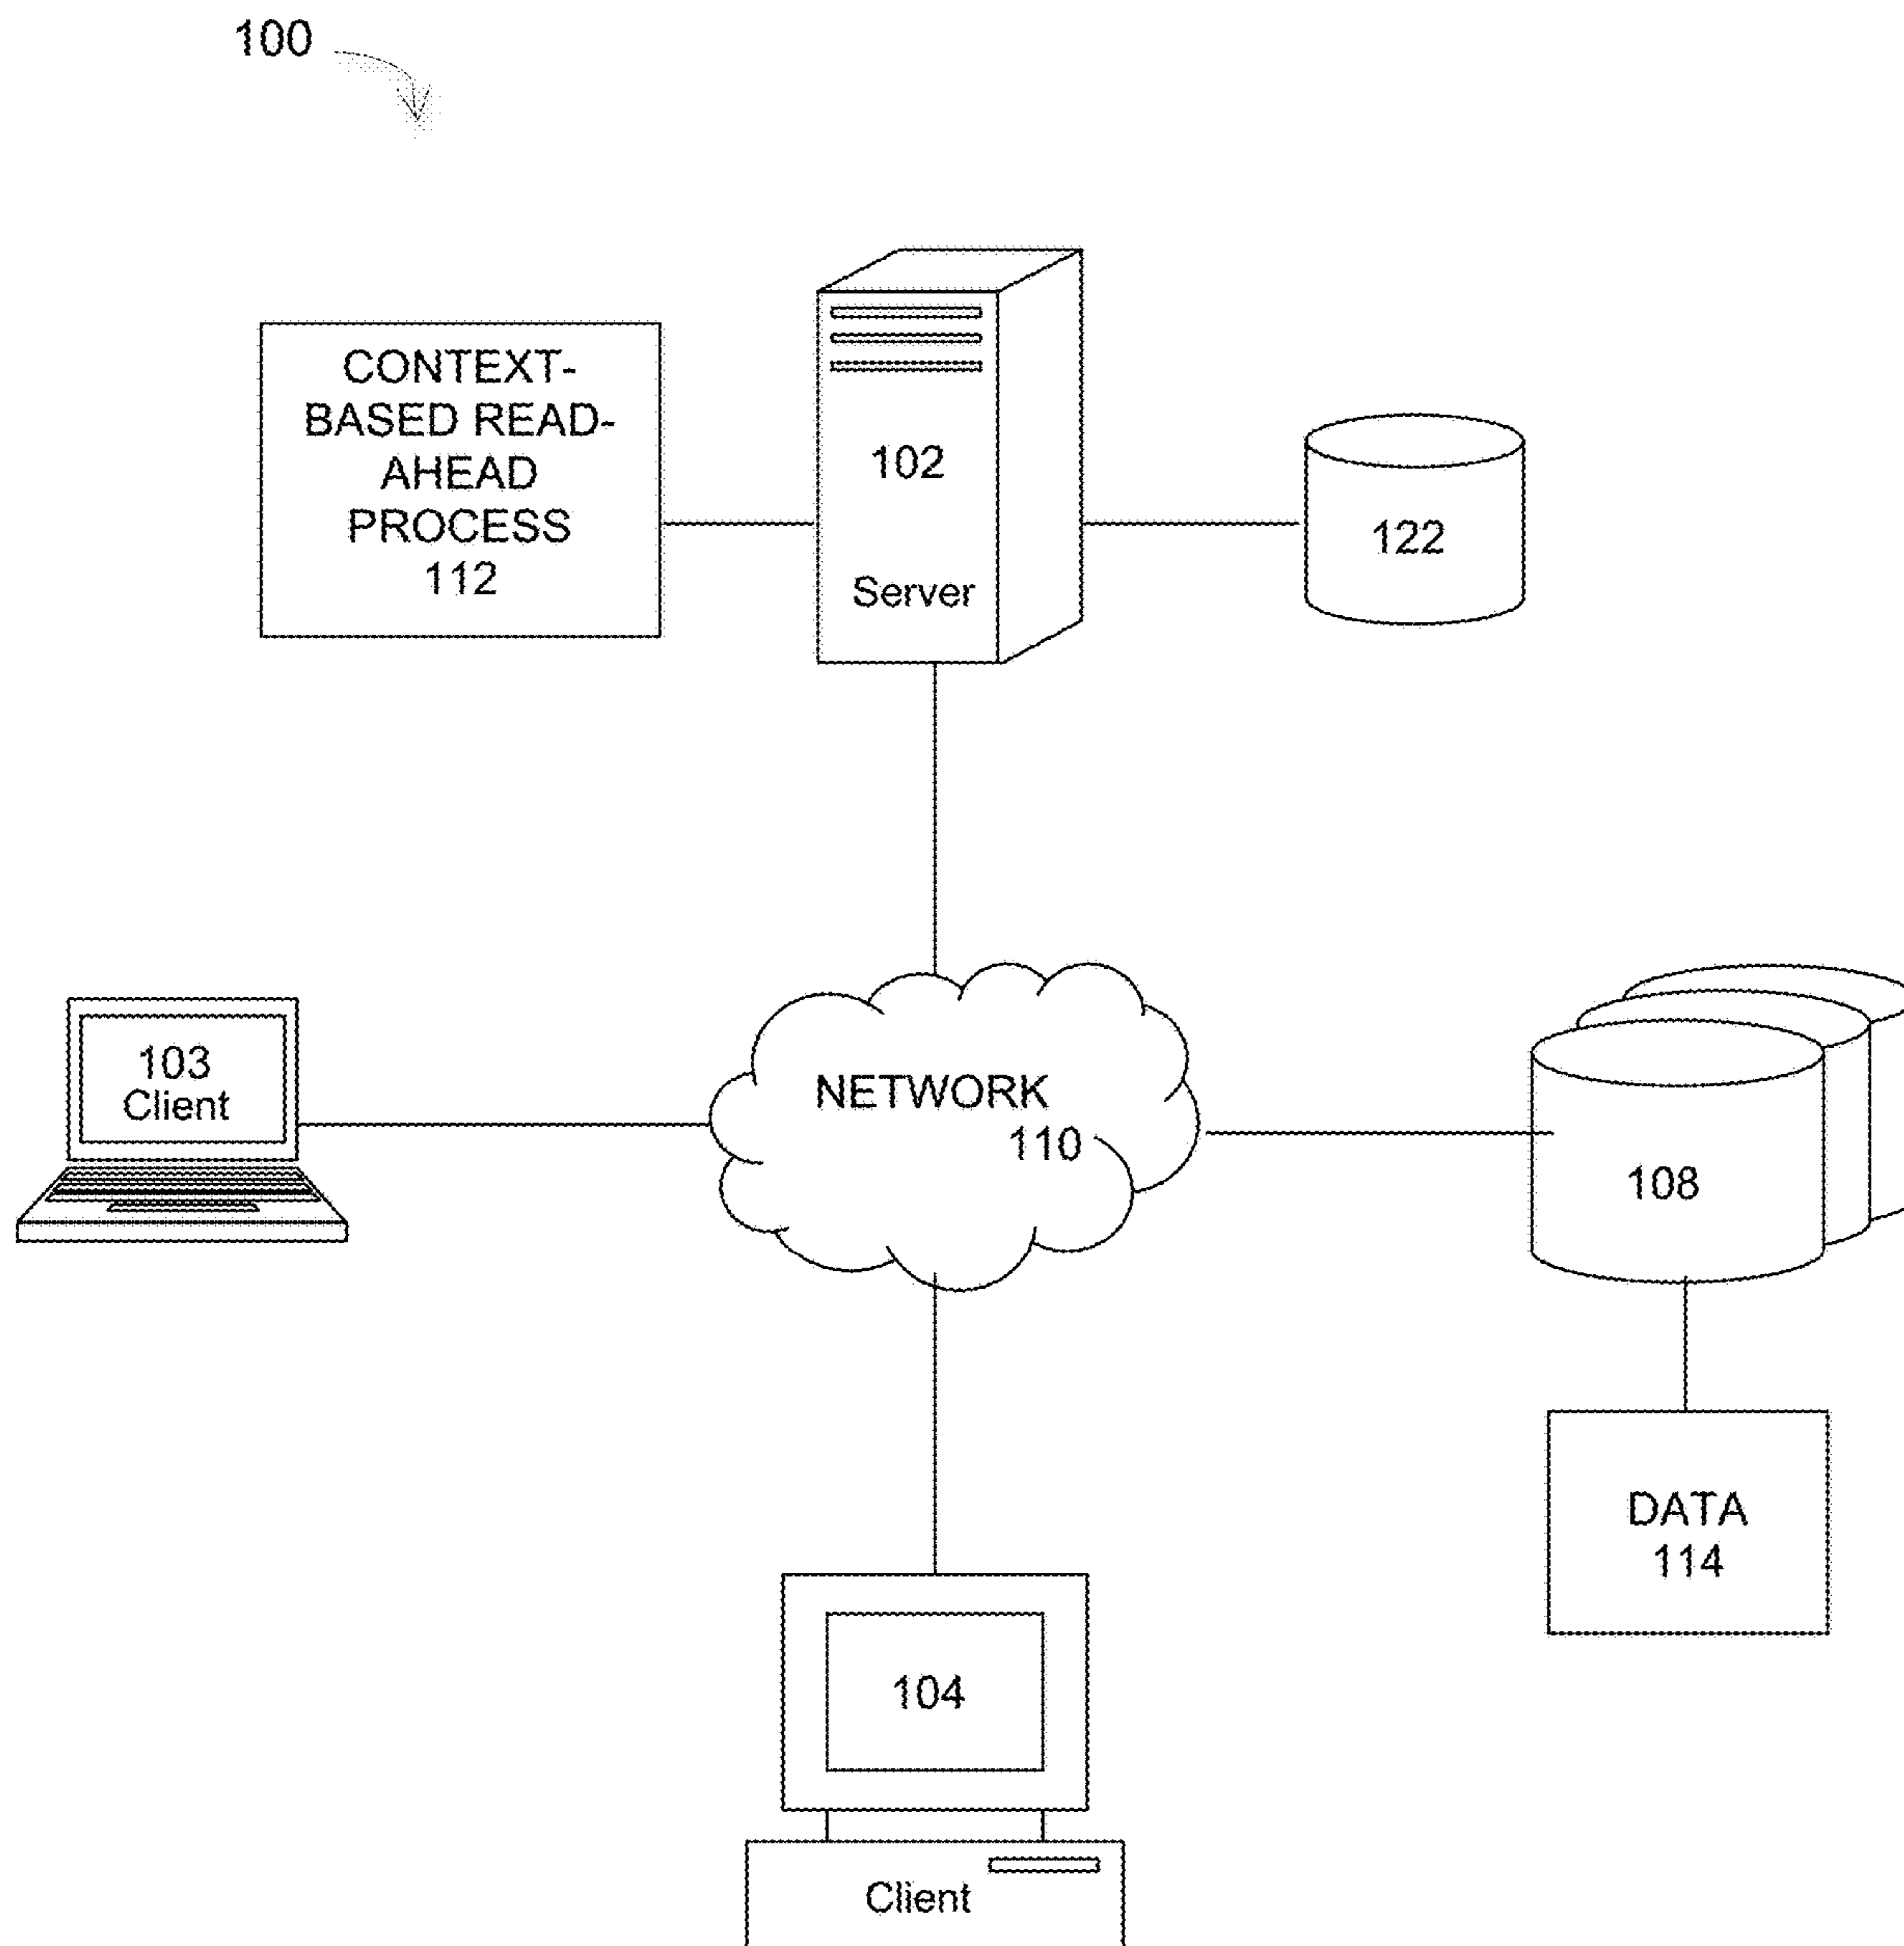 100
CONTEXT-
BASED READ-
AHEAD
PROCESS
112
102
Server
122
103
Client
NETWORK
110
108
DATA
114
104
Client